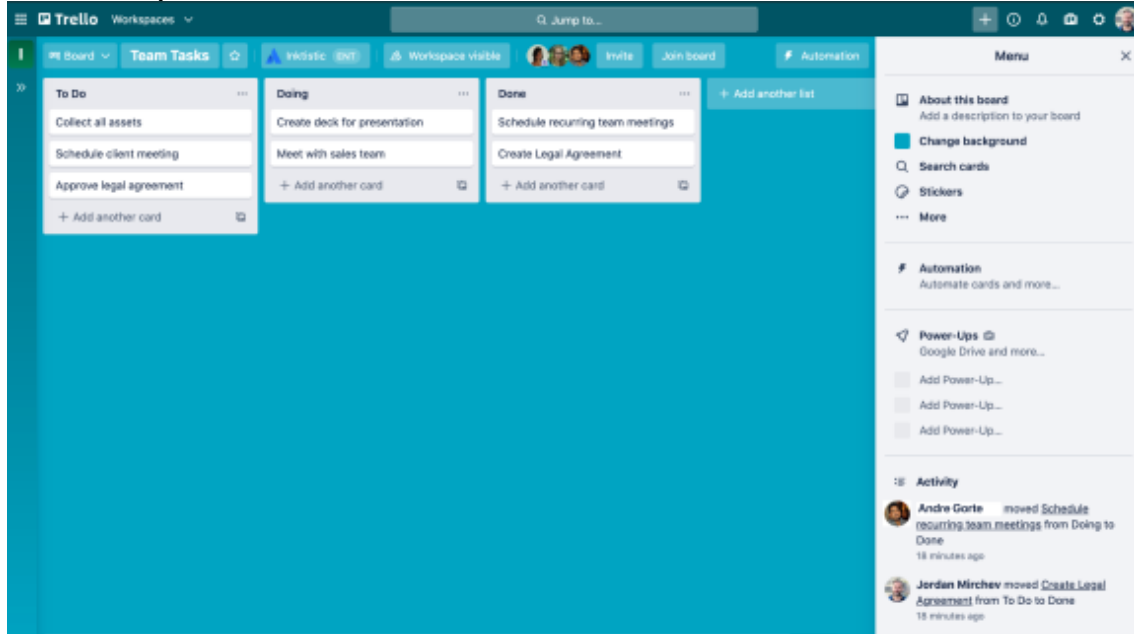 Trello Workspaces
Jump to...
Board Team Tasks Inktistic ENT Workspace visible Invite Join board Automation
Menu
To Do
Collect all assets
Schedule client meeting
Approve legal agreement
+ Add another card
Doing
Create deck for presentation
Meet with sales team
+ Add another card
Done
Schedule recurring team meetings
Create Legal Agreement
+ Add another card
+ Add another list
About this board
Add a description to your board
Change background
Search cards
Stickers
More
Automation
Automate cards and more...
Power-Ups
Google Drive and more...
Add Power-Up...
Add Power-Up...
Add Power-Up...
Activity
Andre Gorte moved Schedule
recurring team meetings from Doing to
Done
18 minutes ago
Jordan Mirchev moved Create Legal
Agreement from To Do to Done
18 minutes ago